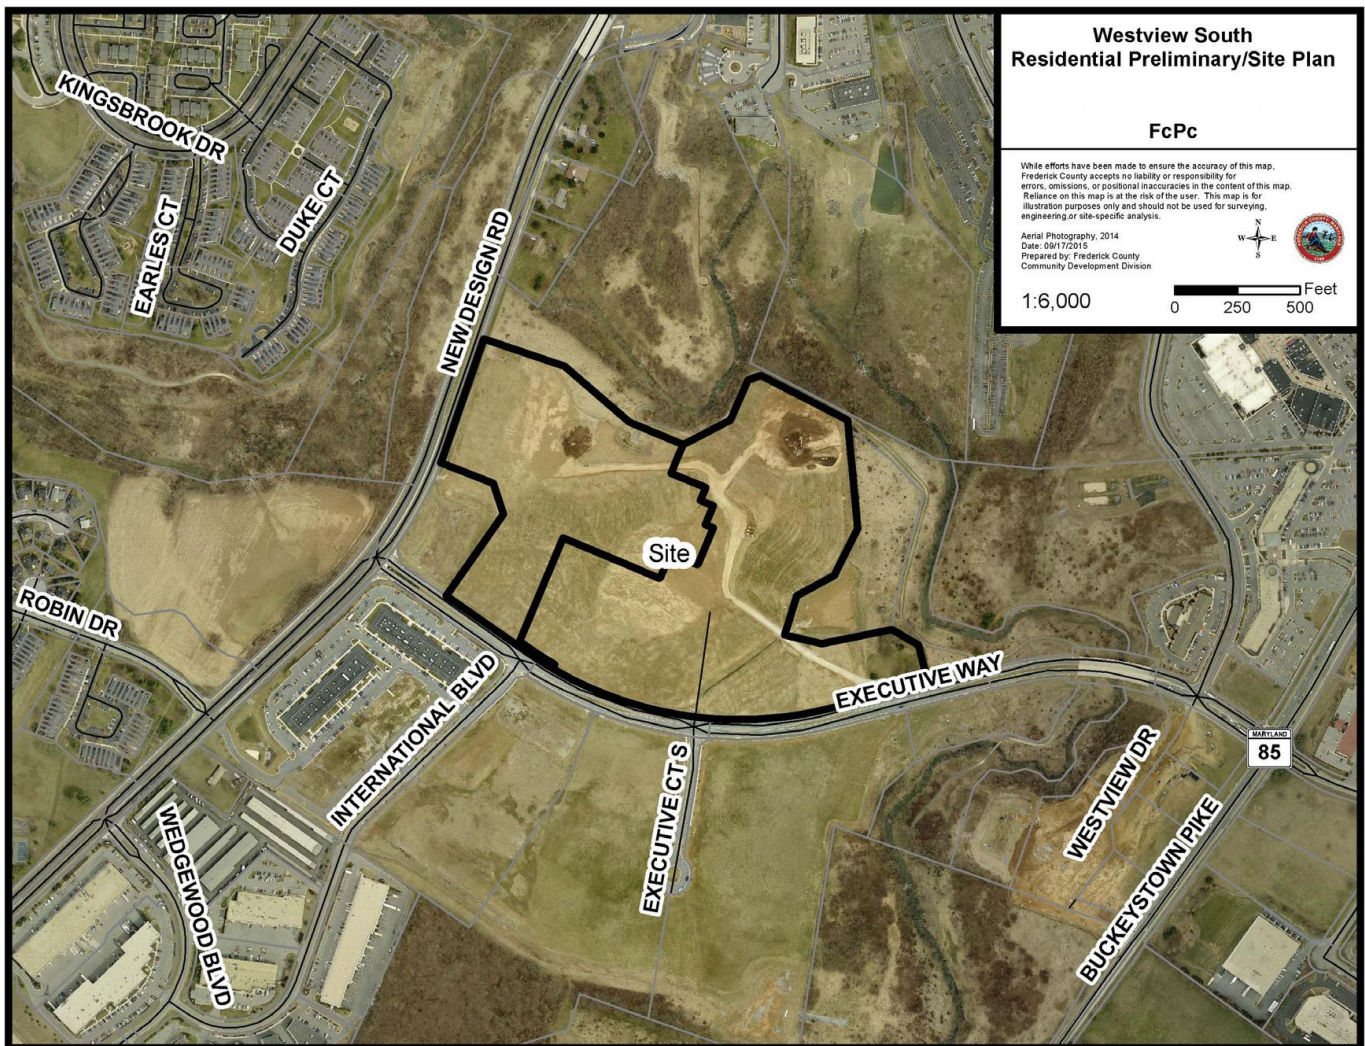 Westview South
Residential Preliminary/Site Plan
FcPc
While efforts have been made to ensure the accuracy of this map,
Frederick County accepts no liability or responsibility for
errors, omissions, or positional inaccuracies in the content of this map.
Reliance on this map is at the risk of the user. This map is for
illustration purposes only and should not be used for surveying,
engineering,or site-specific analysis.
Aerial Photography, 2014
Date: 09/17/2015
Prepared by: Frederick County
Community Development Division
N
W E
S
1:6,000
Feet
0 250 500
KINGSBROOK DR
EARLES CT
DUKE CT
NEW DESIGN RD
Site
ROBIN DR
INTERNATIONAL BLVD
EXECUTIVE WAY
EXECUTIVE CT S
WEDGEWOOD BLVD
WESTVIEW DR
MARYLAND
85
BUCKEYSTOWN PIKE